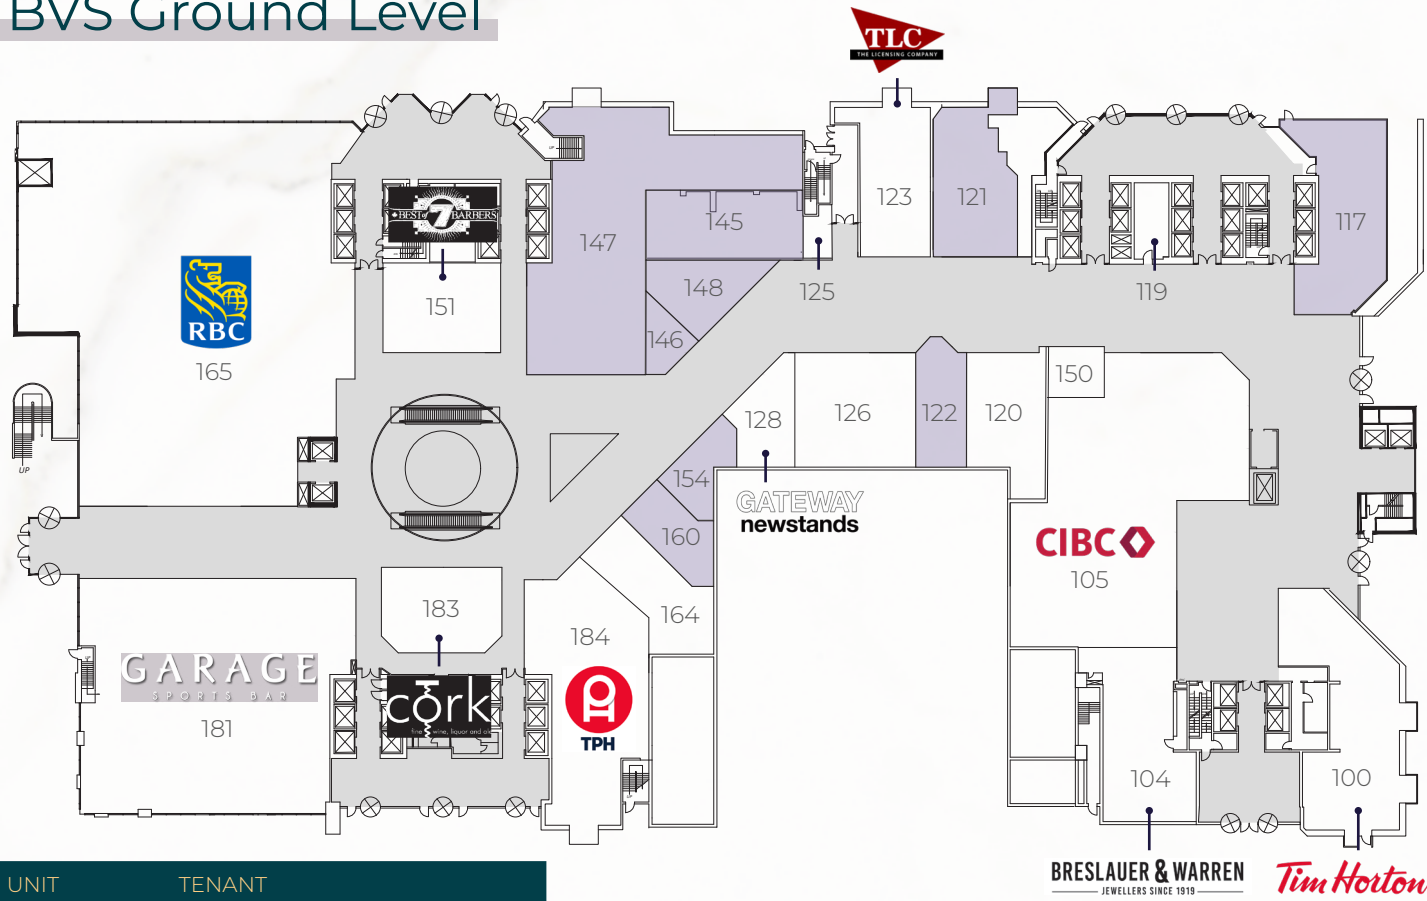 BVS Ground Level
TLC
THE LICENSING COMPANY
BEST of 7 BARBERS
123
121
117
145
147
148
125
119
151
146
RBC
165
150
128
126
122
120
154
UP
GATEWAY
newstands
160
CIBC
105
183
164
184
GARAGE
SPORTS BAR
181
cork
fine wine, liquor and ale
TPH
104
100
BRESLAUER & WARREN
JEWELLERS SINCE 1919
Tim Horton
UNIT TENANT